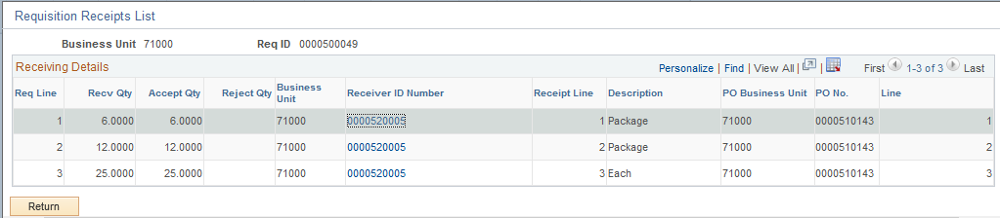 Requisition Receipts List
Business Unit 71000 Req ID 0000500049
Receiving Details Personalize | Find | View All | | First 1-3 of 3 Last
Req Line Recv Qty Accept Qty Reject Qty Business Unit Receiver ID Number Receipt Line Description PO Business Unit PO No. Line
1 6.0000 6.0000 71000 0000520005 1 Package 71000 0000510143 1
2 12.0000 12.0000 71000 0000520005 2 Package 71000 0000510143 2
3 25.0000 25.0000 71000 0000520005 3 Each 71000 0000510143 3
Return